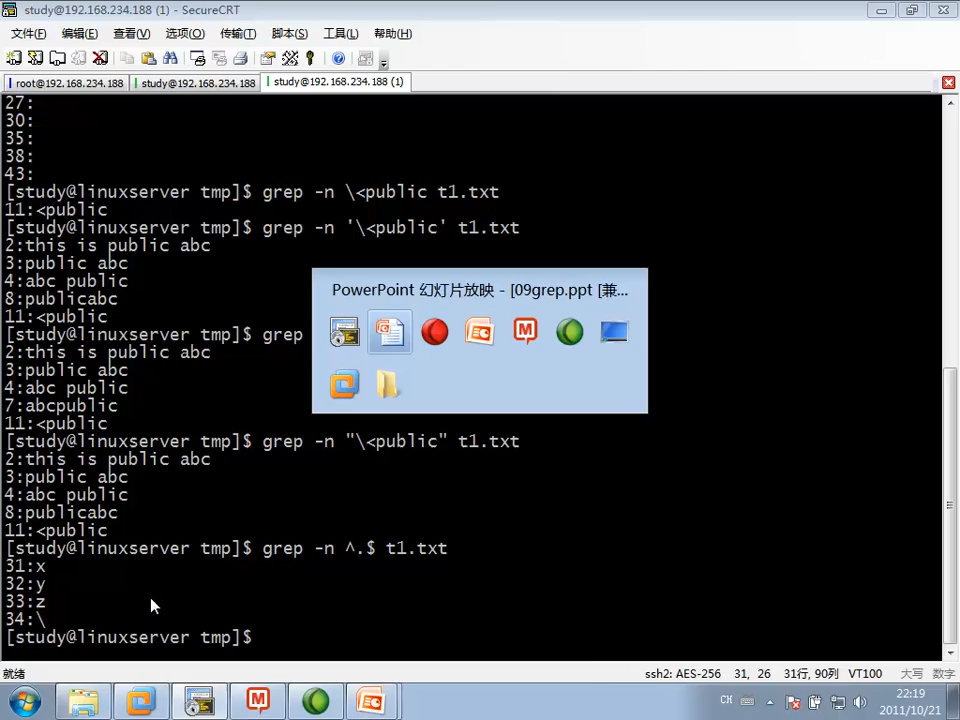 study@192.168.234.188 (1) - SecureCRT
文件(F) 编辑(E) 查看(V) 选项(O) 传输(T) 脚本(S) 工具(L) 帮助(H)
root@192.168.234.188 study@192.168.234.188 study@192.168.234.188 (1)
27:
30:
35:
38:
43:
[study@linuxserver tmp]$ grep -n \<public t1.txt
11:<public
[study@linuxserver tmp]$ grep -n '\<public' t1.txt
2:this is public abc
3:public abc
4:abc public
8:publicabc
11:<public
[study@linuxserver tmp]$ grep
2:this is public abc
3:public abc
4:abc public
7:abcpublic
11:<public
[study@linuxserver tmp]$ grep -n "\<public" t1.txt
2:this is public abc
3:public abc
4:abc public
8:publicabc
11:<public
[study@linuxserver tmp]$ grep -n ^.$ t1.txt
31:x
32:y
33:z
34:\
[study@linuxserver tmp]$
PowerPoint 幻灯片放映 - [09grep.ppt [兼...
就绪 ssh2: AES-256 31, 26 31行, 90列 VT100 大写 数字
CH 22:19
2011/10/21